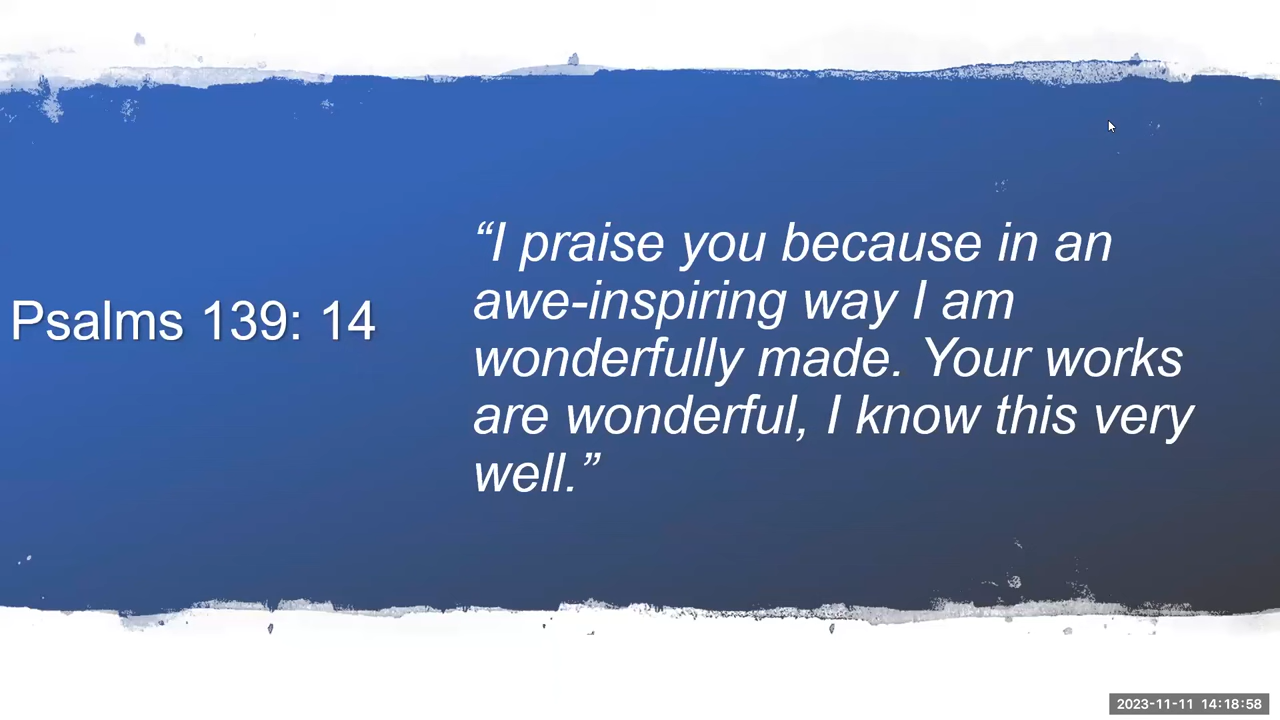 Psalms 139: 14
“I praise you because in an
awe-inspiring way I am
wonderfully made. Your works
are wonderful, I know this very
well.”
2023-11-11 14:18:58